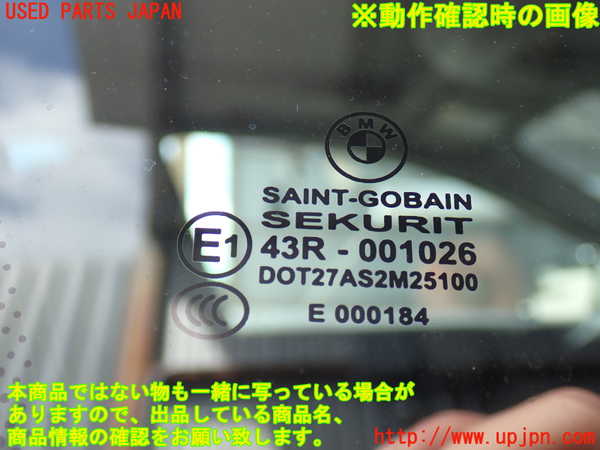 USED PARTS JAPAN
※動作確認時の画像
BMW
SAINT-GOBAIN
SEKURIT
E1
43R - 001026
DOT27AS2M25100
CCC
E 000184
本商品ではない物も一緒に写っている場合が
ありますので、出品している商品名、
商品情報の確認をお願い致します。
http://www.upjpn.com